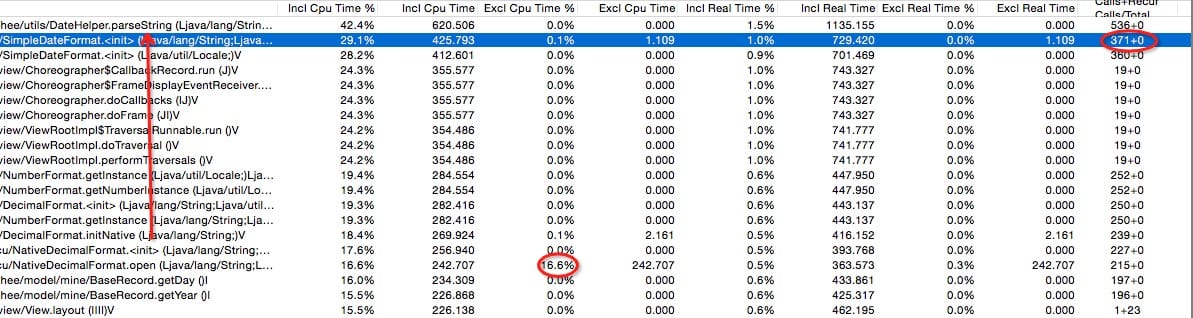 Incl Cpu Time % Incl Cpu Time Excl Cpu Time % Excl Cpu Time Incl Real Time % Incl Real Time Excl Real Time % Excl Real Time Calls+Recur
Calls/Total
hee/utils/DateHelper.parseString (Ljava/lang/Strin... 42.4% 620.506 0.0% 0.000 1.5% 1135.155 0.0% 0.000 536+0
/SimpleDateFormat.<init> (Ljava/lang/String;Ljava... 29.1% 425.793 0.1% 1.109 1.0% 729.420 0.0% 1.109 371+0
/SimpleDateFormat.<init> (Ljava/util/Locale;)V 28.2% 412.601 0.0% 0.000 0.9% 701.469 0.0% 0.000 360+0
view/Choreographer$CallbackRecord.run (J)V 24.3% 355.577 0.0% 0.000 1.0% 743.327 0.0% 0.000 19+0
view/Choreographer$FrameDisplayEventReceiver.... 24.3% 355.577 0.0% 0.000 1.0% 743.327 0.0% 0.000 19+0
view/Choreographer.doCallbacks (IJ)V 24.3% 355.577 0.0% 0.000 1.0% 743.327 0.0% 0.000 19+0
view/Choreographer.doFrame (JI)V 24.3% 355.577 0.0% 0.000 1.0% 743.327 0.0% 0.000 19+0
view/ViewRootImpl$TraversalRunnable.run ()V 24.2% 354.486 0.0% 0.000 1.0% 741.777 0.0% 0.000 19+0
view/ViewRootImpl.doTraversal ()V 24.2% 354.486 0.0% 0.000 1.0% 741.777 0.0% 0.000 19+0
view/ViewRootImpl.performTraversals ()V 24.2% 354.486 0.0% 0.000 1.0% 741.777 0.0% 0.000 19+0
/NumberFormat.getInstance (Ljava/util/Locale;)Lja... 19.4% 284.554 0.0% 0.000 0.6% 447.950 0.0% 0.000 252+0
/NumberFormat.getNumberInstance (Ljava/util/Lo... 19.4% 284.554 0.0% 0.000 0.6% 447.950 0.0% 0.000 252+0
/DecimalFormat.<init> (Ljava/lang/String;Ljava/util... 19.3% 282.416 0.0% 0.000 0.6% 443.137 0.0% 0.000 250+0
/NumberFormat.getInstance (Ljava/lang/String;Lja... 19.3% 282.416 0.0% 0.000 0.6% 443.137 0.0% 0.000 250+0
/DecimalFormat.initNative (Ljava/lang/String;)V 18.4% 269.924 0.1% 2.161 0.5% 416.152 0.0% 2.161 239+0
cu/NativeDecimalFormat.<init> (Ljava/lang/String;... 17.6% 256.940 0.0% 0.000 0.5% 393.768 0.0% 0.000 227+0
cu/NativeDecimalFormat.open (Ljava/lang/String;L... 16.6% 242.707 16.6% 242.707 0.5% 363.573 0.3% 242.707 215+0
hee/model/mine/BaseRecord.getDay ()I 16.0% 234.309 0.0% 0.000 0.6% 433.861 0.0% 0.000 197+0
hee/model/mine/BaseRecord.getYear ()I 15.5% 226.868 0.0% 0.000 0.6% 425.317 0.0% 0.000 196+0
view/View.layout (IIII)V 15.5% 226.138 0.0% 0.000 0.6% 462.195 0.0% 0.000 1+23